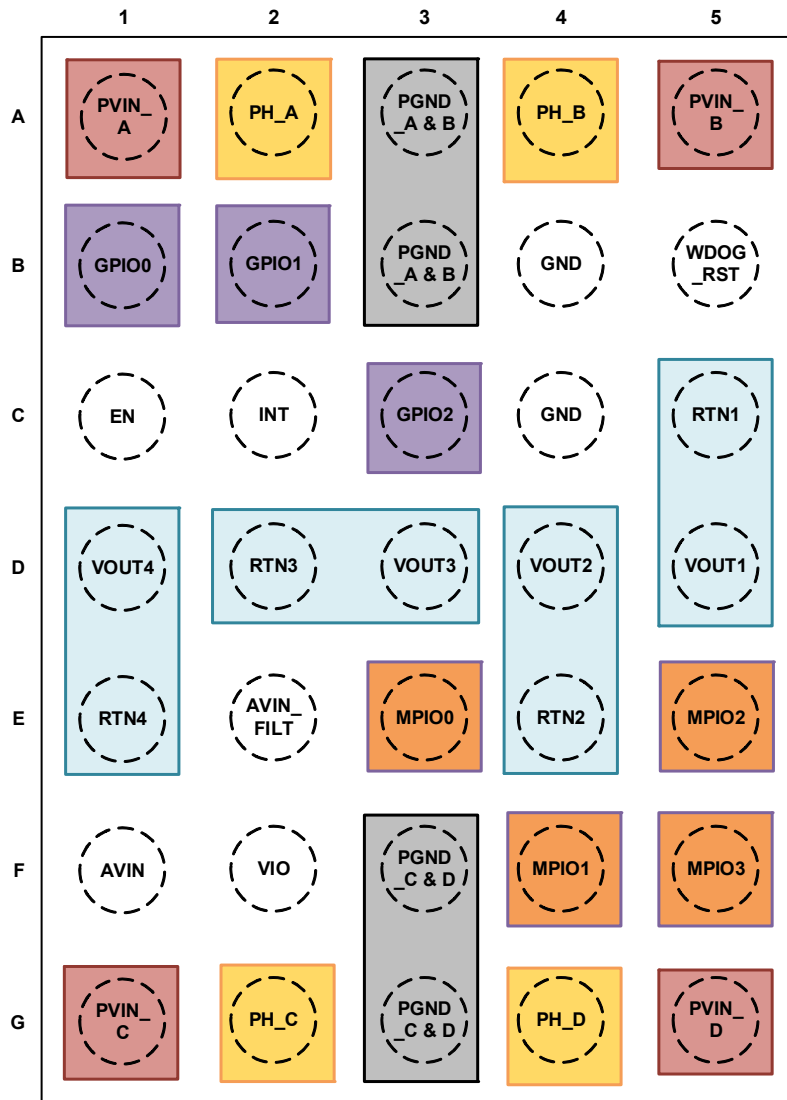 1 2 3 4 5
A
PVIN_
A
PH_A
PGND
_A & B
PH_B
PVIN_
B
B
GPIO0
GPIO1
PGND
_A & B
GND
WDOG
_RST
C
EN
INT
GPIO2
GND
RTN1
D
VOUT4
RTN3
VOUT3
VOUT2
VOUT1
E
RTN4
AVIN_
FILT
MPIO0
RTN2
MPIO2
F
AVIN
VIO
PGND
_C & D
MPIO1
MPIO3
G
PVIN_
C
PH_C
PGND
_C & D
PH_D
PVIN_
D